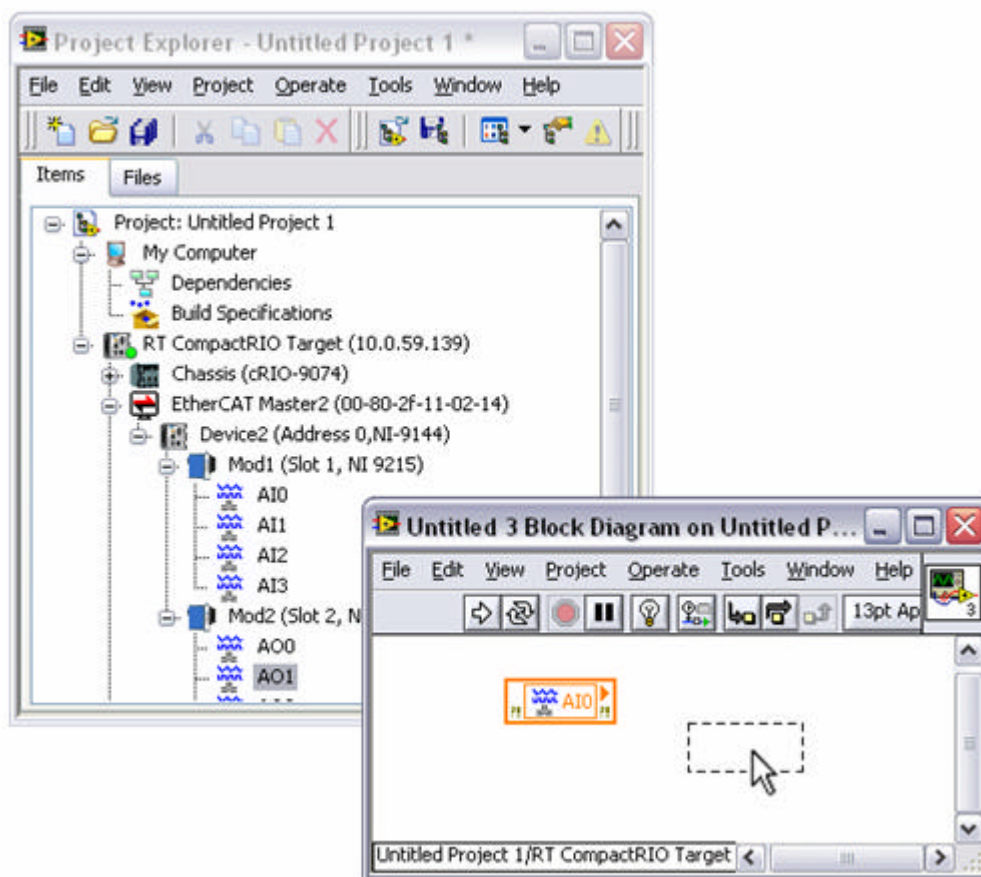 Project Explorer - Untitled Project 1 *
File Edit View Project Operate Tools Window Help
Items Files
Project: Untitled Project 1
My Computer
Dependencies
Build Specifications
RT CompactRIO Target (10.0.59.139)
Chassis (cRIO-9074)
EtherCAT Master2 (00-80-2f-11-02-14)
Device2 (Address 0,NI-9144)
Mod1 (Slot 1, NI 9215)
AI0
AI1
AI2
AI3
Mod2 (Slot 2, N
AO0
AO1
Untitled 3 Block Diagram on Untitled P...
File Edit View Project Operate Tools Window Help
13pt Ap
3
AI0
Untitled Project 1/RT CompactRIO Target